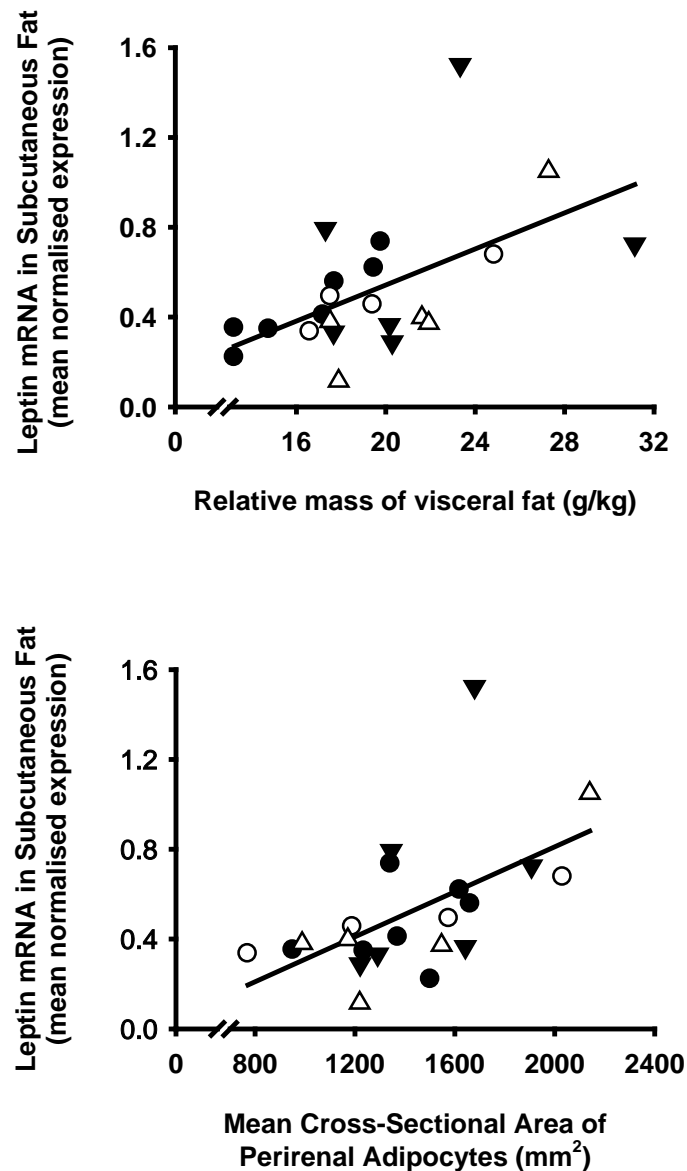 Leptin mRNA in Subcutaneous Fat
(mean normalised expression)
1.6
1.2
0.8
0.4
0.0
0 16 20 24 28 32
Relative mass of visceral fat (g/kg)
Leptin mRNA in Subcutaneous Fat
(mean normalised expression)
1.6
1.2
0.8
0.4
0.0
0 800 1200 1600 2000 2400
Mean Cross-Sectional Area of
Perirenal Adipocytes (mm²)